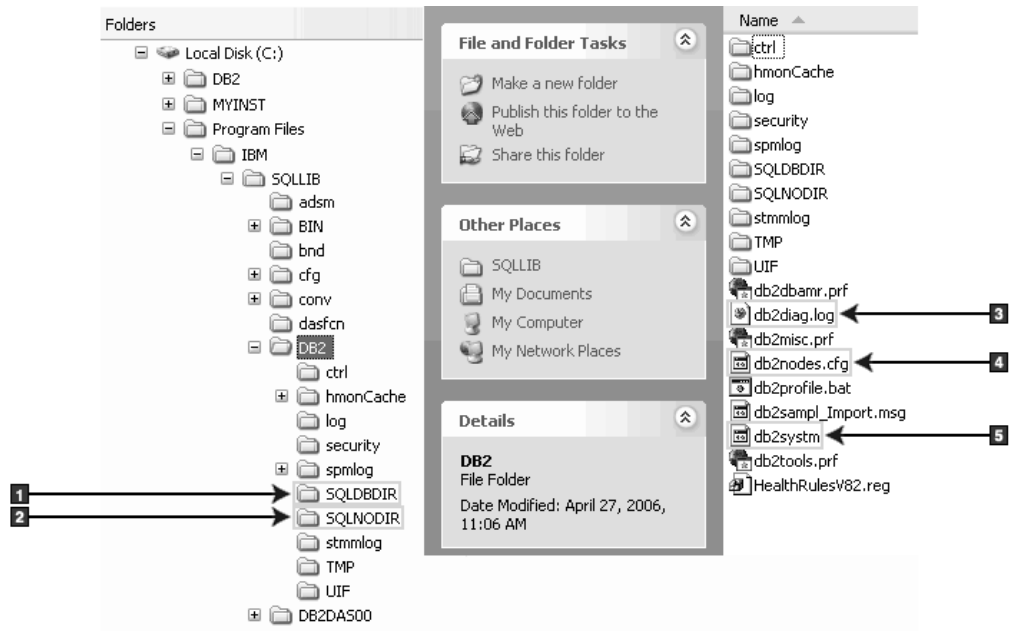 Folders
Local Disk (C:)
DB2
MYINST
Program Files
IBM
SQLLIB
adsm
BIN
bnd
cfg
conv
dasfcn
DB2
ctrl
hmonCache
log
security
spmlog
1
SQLDBDIR
2
SQLNODIR
stmmlog
TMP
UIF
DB2DAS00
File and Folder Tasks
Make a new folder
Publish this folder to the
Web
Share this folder
Other Places
SQLLIB
My Documents
My Computer
My Network Places
Details
DB2
File Folder
Date Modified: April 27, 2006,
11:06 AM
Name
ctrl
hmonCache
log
security
spmlog
SQLDBDIR
SQLNODIR
stmmlog
TMP
UIF
db2dbamr.prf
db2diag.log
3
db2misc.prf
db2nodes.cfg
4
db2profile.bat
db2sampl_Import.msg
db2systm
5
db2tools.prf
HealthRulesV82.reg